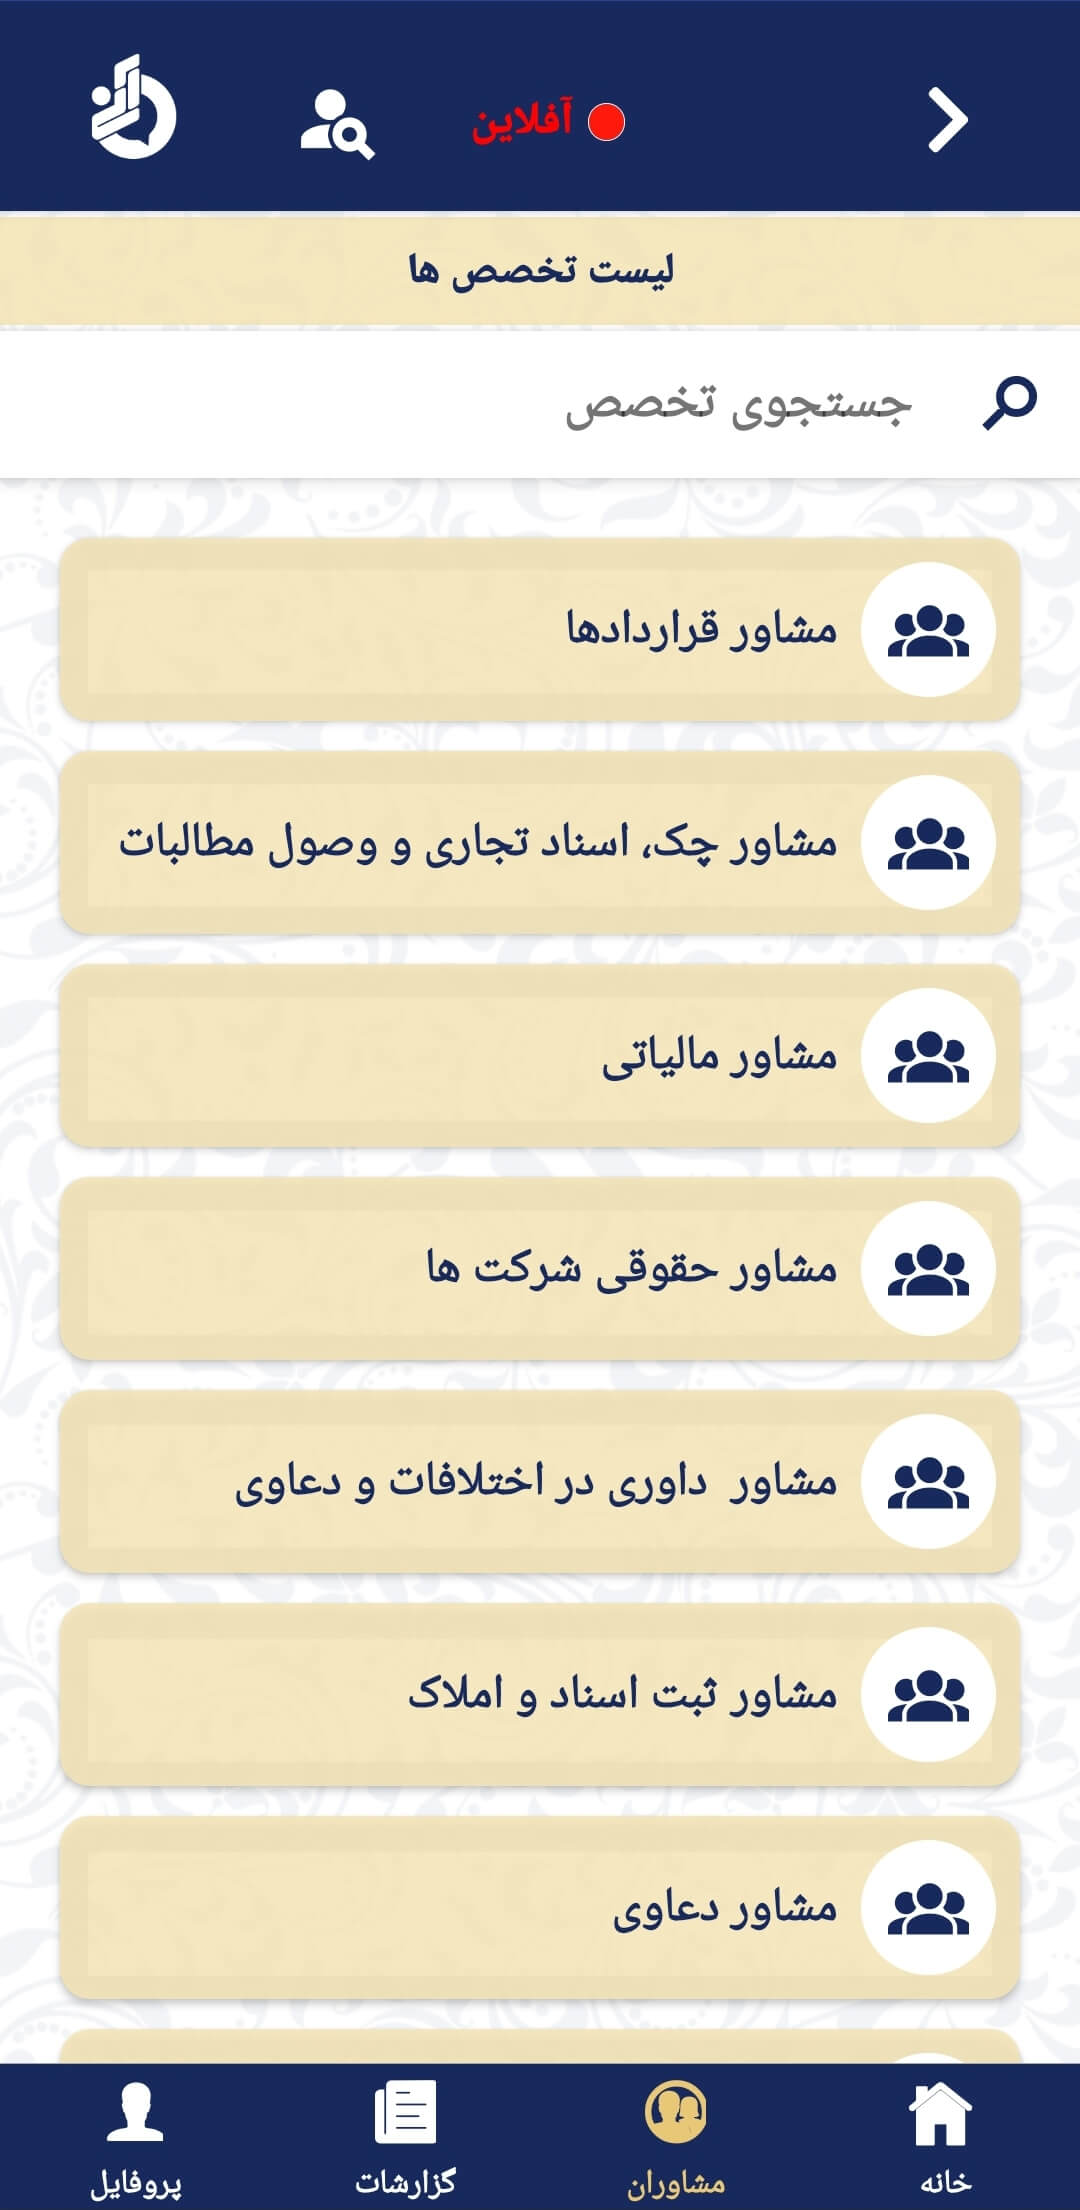 آفلاین
لیست تخصص ها
جستجوی تخصص
مشاور قراردادها
مشاور چک، اسناد تجاری و وصول مطالبات
مشاور مالیاتی
مشاور حقوقی شرکت ها
مشاور  داوری در اختلافات و دعاوی
مشاور ثبت اسناد و املاک
مشاور دعاوی
خانه
مشاوران
گزارشات
پروفایل